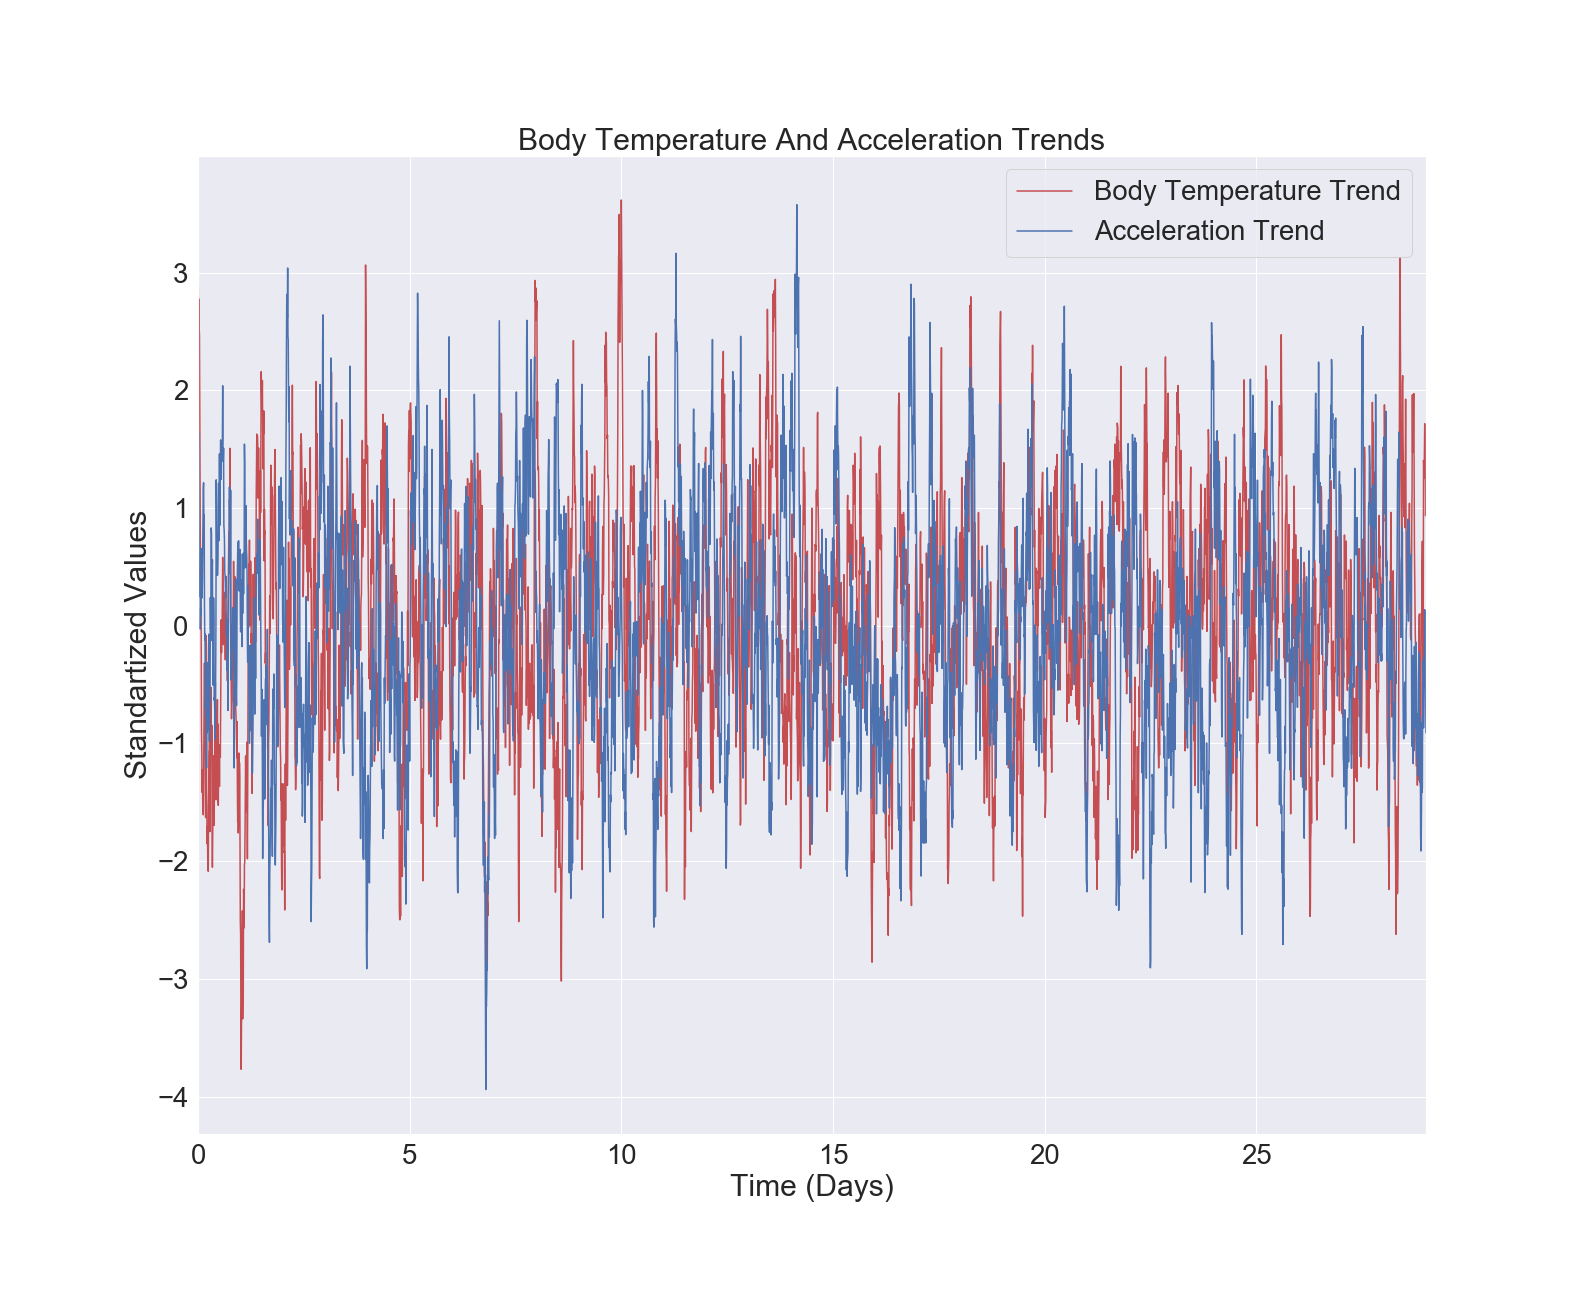 Body Temperature And Acceleration Trends
Body Temperature Trend
Acceleration Trend
Standartized Values
3
2
1
0
−1
−2
−3
−4
0 5 10 15 20 25
Time (Days)